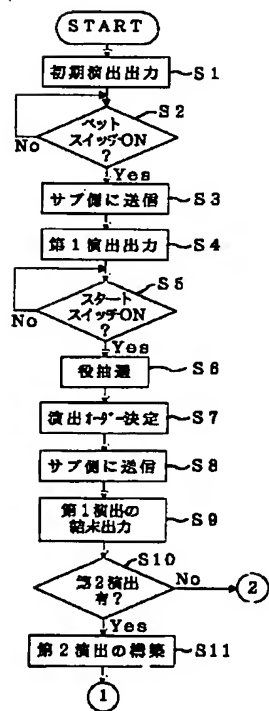 START
初期演出出力
S1
S2
ベット
スイッチON
?
No
Yes
サブ側に送信
S3
第1演出出力
S4
S5
スタート
スイッチON
?
No
Yes
S6
役抽選
演出オーダー決定
S7
サブ側に送信
S8
第1演出の
結末出力
S9
S10
第2演出
有?
No
2
Yes
第2演出の構築
S11
1